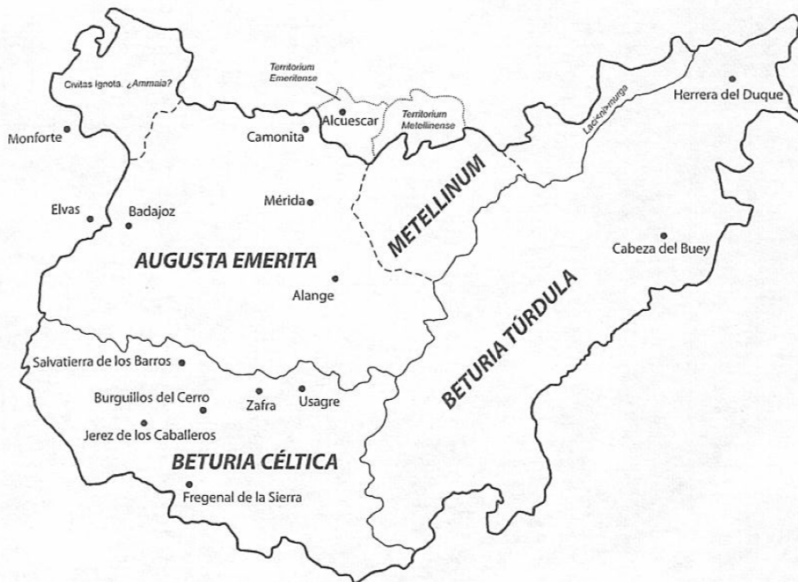 Civitas Ignota. ¿Ammaia?
Territorium
Emeritense
Alcuescar
Territorium
Metellinense
Herrera del Duque
Monforte
Camonita
Elvas
Badajoz
Mérida
METELLINUM
Cabeza del Buey
AUGUSTA EMERITA
Alange
BETURIA TÚRDULA
Salvatierra de los Barros
Burguillos del Cerro
Zafra
Usagre
Jerez de los Caballeros
BETURIA CÉLTICA
Fregenal de la Sierra